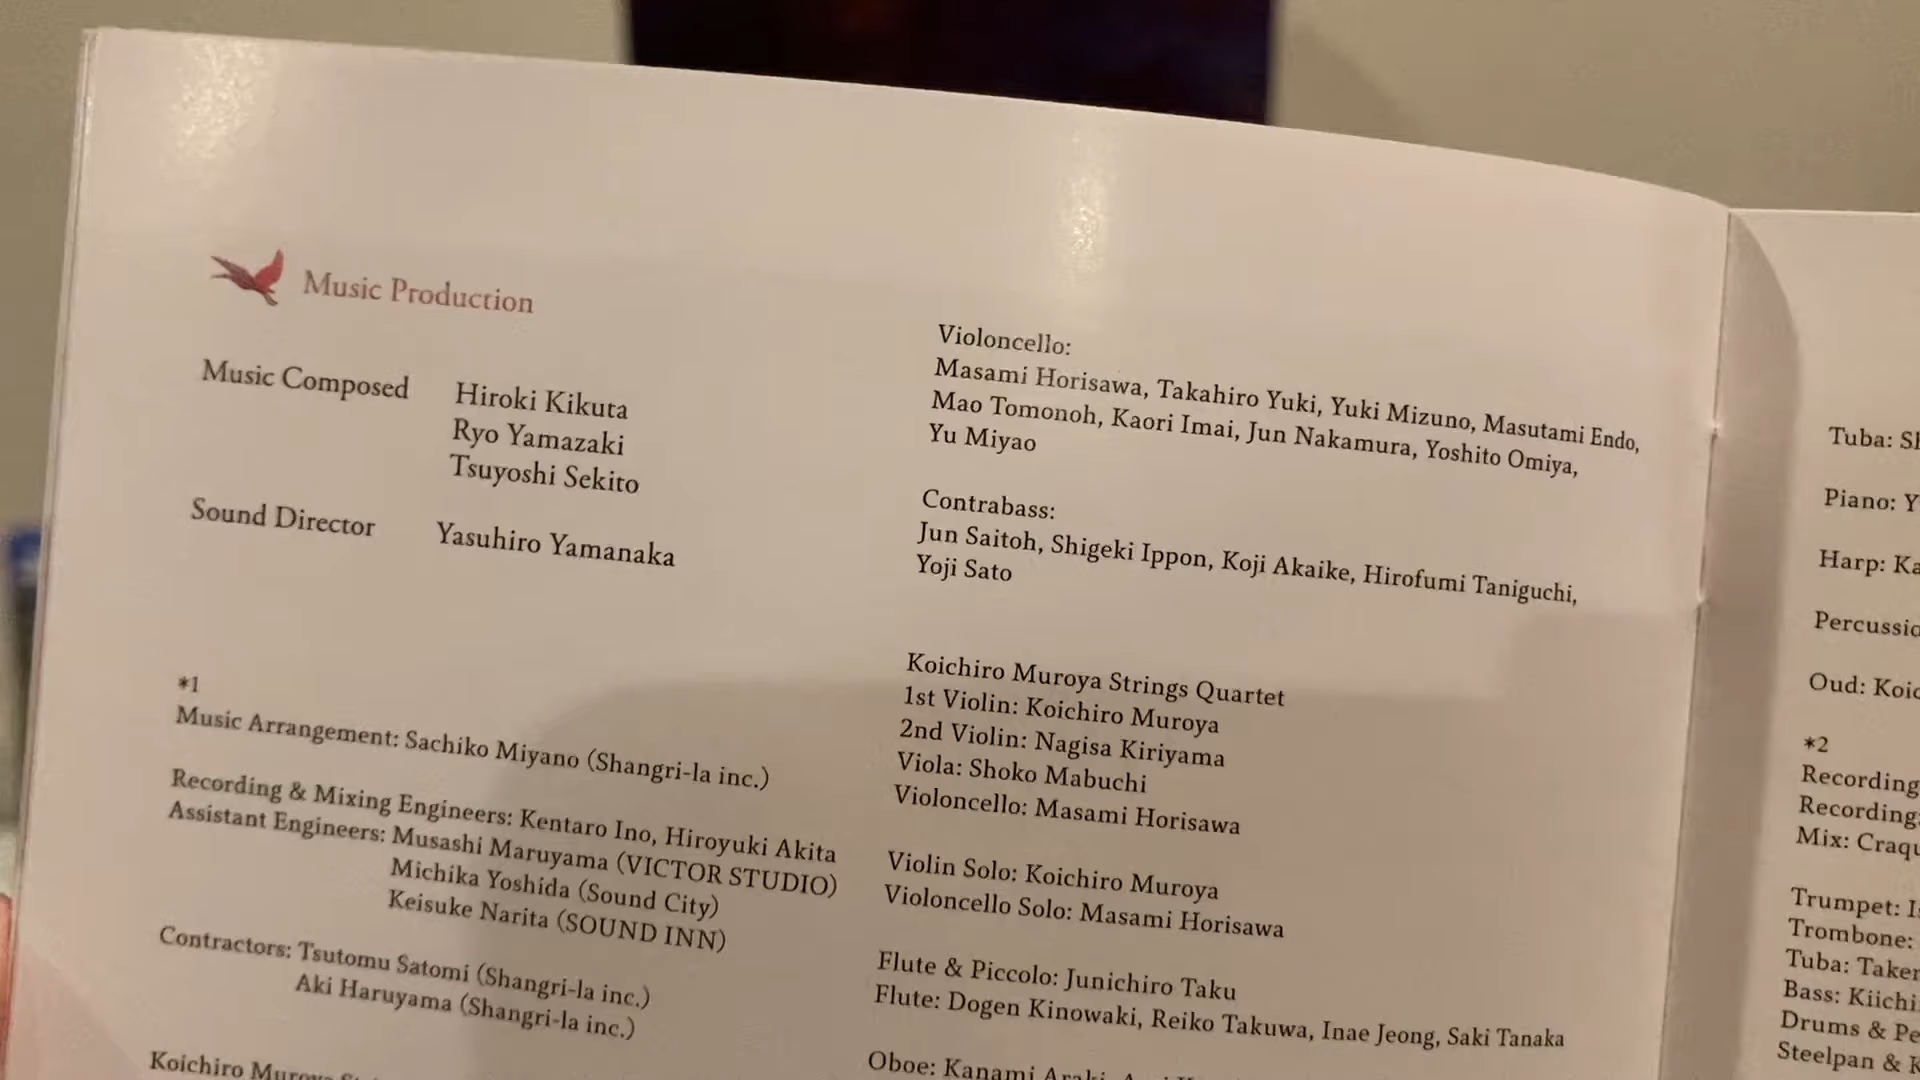 Music Production
Music Composed
Hiroki Kikuta
Ryo Yamazaki
Tsuyoshi Sekito
Sound Director
Yasuhiro Yamanaka
*1
Music Arrangement: Sachiko Miyano (Shangri-la inc.)
Recording & Mixing Engineers: Kentaro Ino, Hiroyuki Akita
Assistant Engineers: Musashi Maruyama (VICTOR STUDIO)
Michika Yoshida (Sound City)
Keisuke Narita (SOUND INN)
Contractors: Tsutomu Satomi (Shangri-la inc.)
Aki Haruyama (Shangri-la inc.)
Koichiro Muroya
Violoncello:
Masami Horisawa, Takahiro Yuki, Yuki Mizuno, Masutami Endo,
Mao Tomonoh, Kaori Imai, Jun Nakamura, Yoshito Omiya,
Yu Miyao
Contrabass:
Jun Saitoh, Shigeki Ippon, Koji Akaike, Hirofumi Taniguchi,
Yoji Sato
Koichiro Muroya Strings Quartet
1st Violin: Koichiro Muroya
2nd Violin: Nagisa Kiriyama
Viola: Shoko Mabuchi
Violoncello: Masami Horisawa
Violin Solo: Koichiro Muroya
Violoncello Solo: Masami Horisawa
Flute & Piccolo: Junichiro Taku
Flute: Dogen Kinowaki, Reiko Takuwa, Inae Jeong, Saki Tanaka
Oboe: Kanami
Tuba:
Piano:
Harp:
Oud:
*2
Recording
Recording:
Mix:
Trumpet:
Trombone:
Tuba:
Bass:
Drums &
Steelpan &